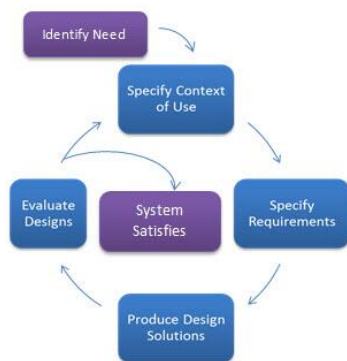 Identify Need
Specify Context
of Use
Evaluate
Designs
System
Satisfies
Specify
Requirements
Produce Design
Solutions